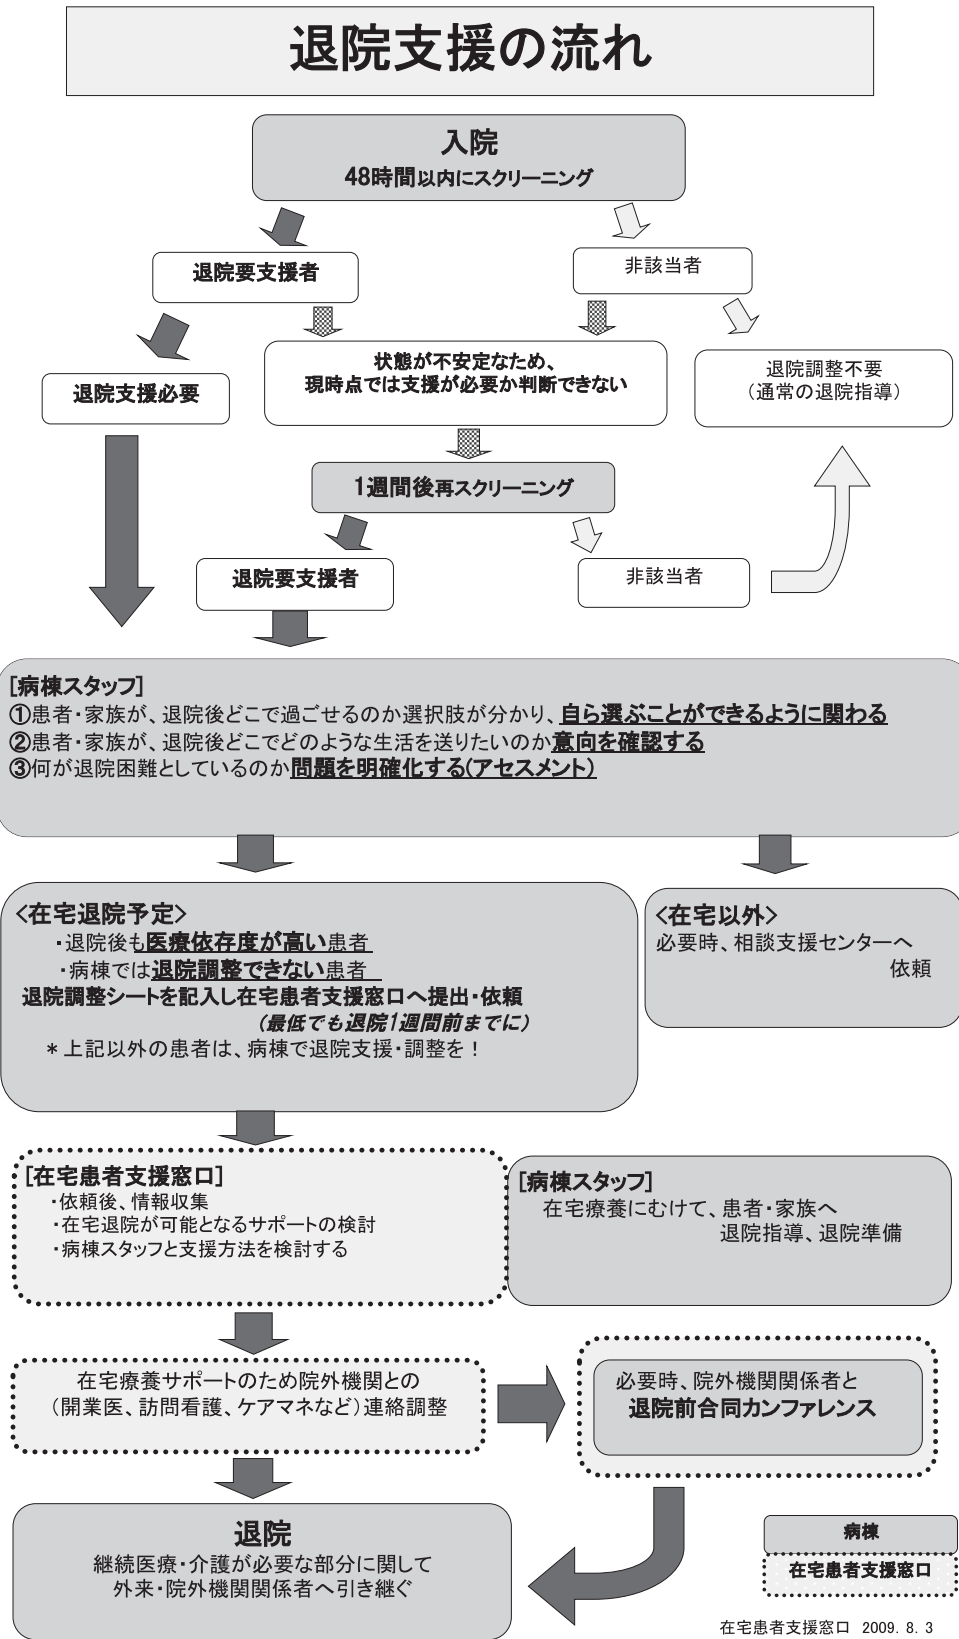 退院支援の流れ
入院
48時間以内にスクリーニング
退院要支援者
非該当者
退院支援必要
状態が不安定なため、
現時点では支援が必要か判断できない
退院調整不要
(通常の退院指導)
1週間後再スクリーニング
退院要支援者
非該当者
[病棟スタッフ]
①患者・家族が、退院後どこで過ごせるのか選択肢が分かり、自ら選ぶことができるように関わる
②患者・家族が、退院後どこでどのような生活を送りたいのか意向を確認する
③何が退院困難としているのか問題を明確化する(アセスメント)
<在宅退院予定>
・退院後も医療依存度が高い患者
・病棟では退院調整できない患者
退院調整シートを記入し在宅患者支援窓口へ提出・依頼
(最低でも退院1週間前までに)
*上記以外の患者は、病棟で退院支援・調整を!
<在宅以外>
必要時、相談支援センターへ
依頼
[在宅患者支援窓口]
・依頼後、情報収集
・在宅退院が可能となるサポートの検討
・病棟スタッフと支援方法を検討する
[病棟スタッフ]
在宅療養にむけて、患者・家族へ
退院指導、退院準備
在宅療養サポートのため院外機関との
(開業医、訪問看護、ケアマネなど)連絡調整
必要時、院外機関関係者と
退院前合同カンファレンス
退院
継続医療・介護が必要な部分に関して
外来・院外機関関係者へ引き継ぐ
病棟
在宅患者支援窓口
在宅患者支援窓口 2009.8.3